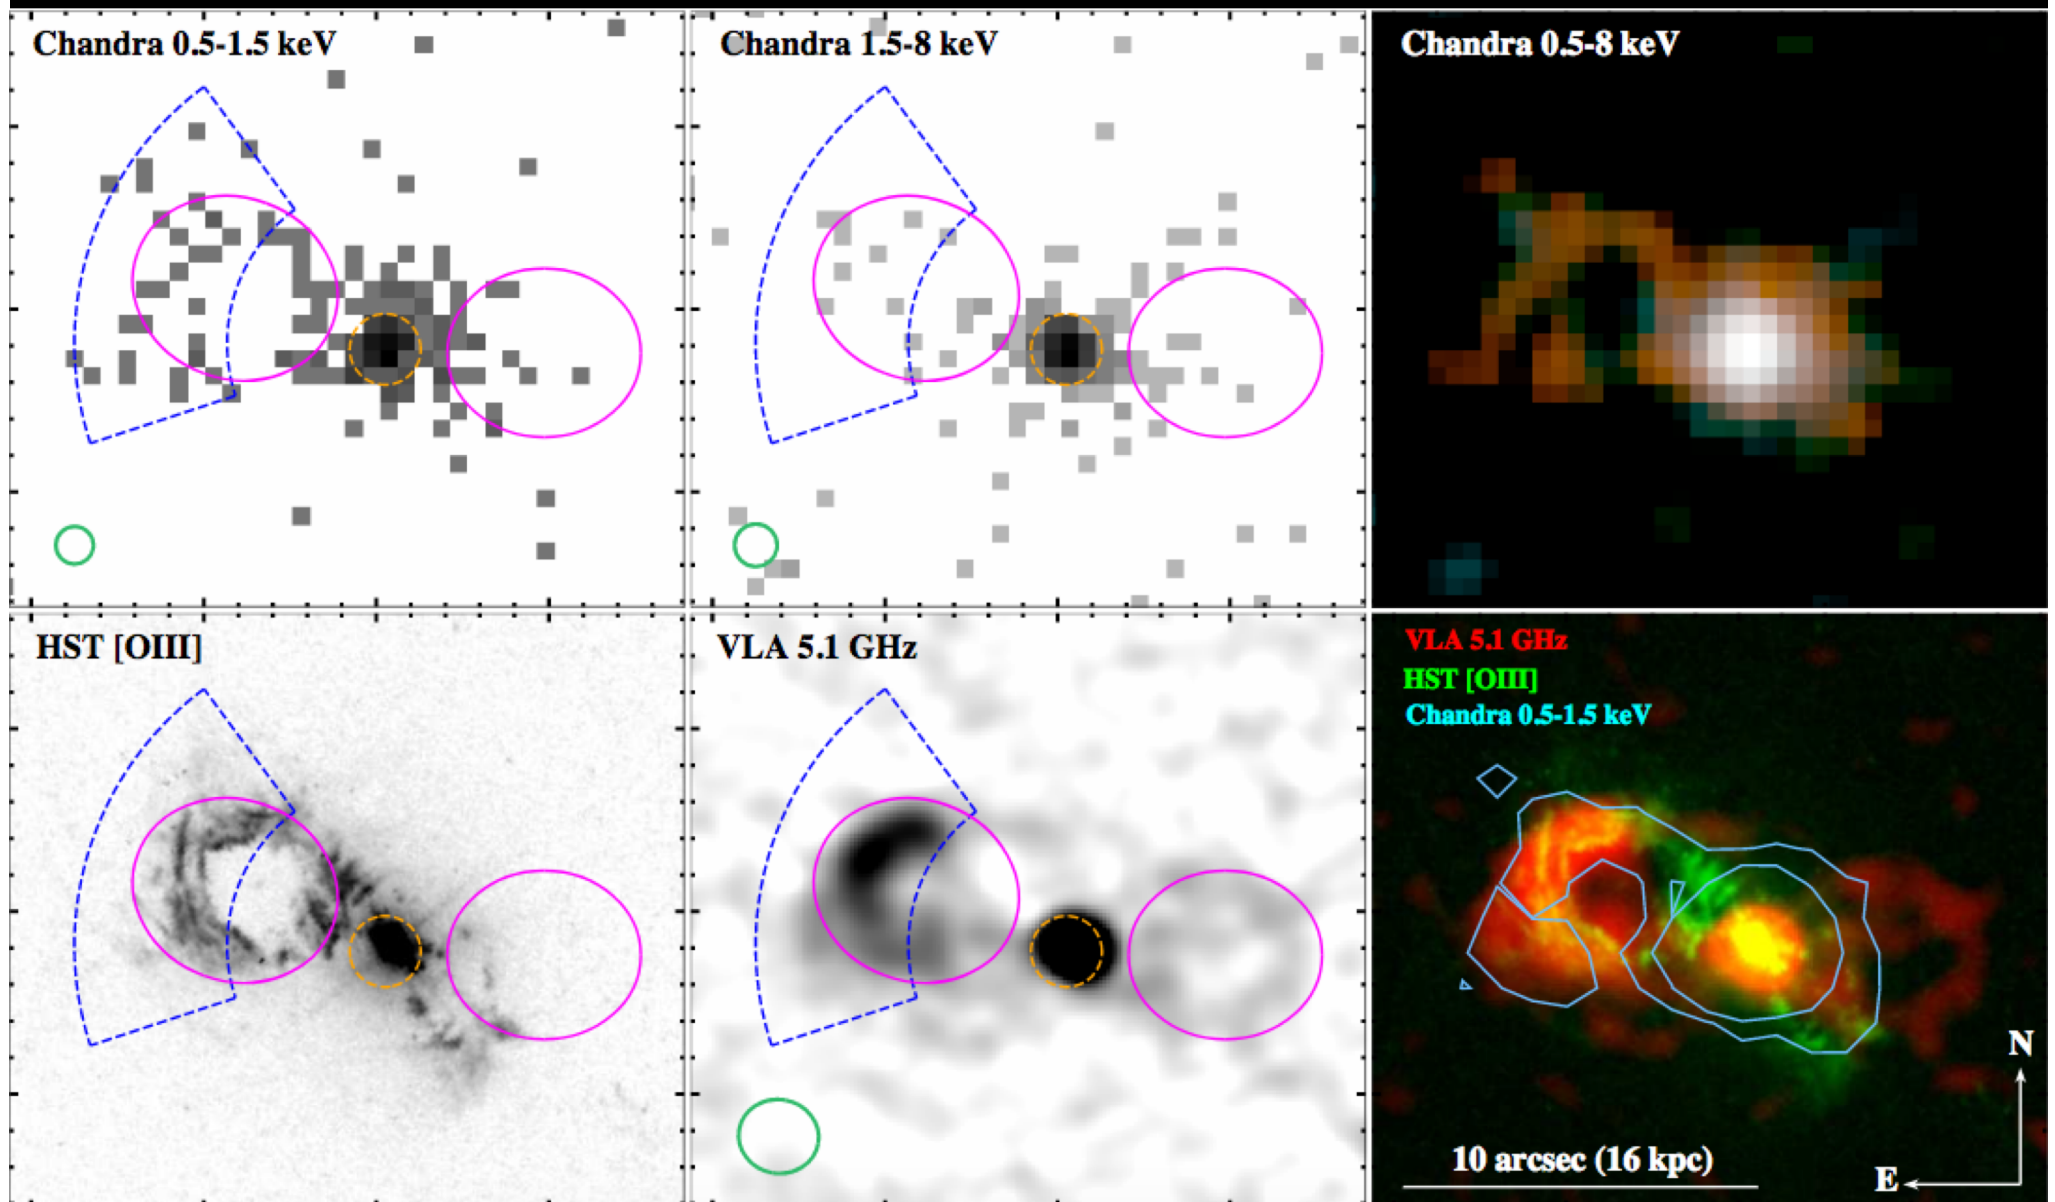 Chandra 0.5-1.5 keV
Chandra 1.5-8 keV
Chandra 0.5-8 keV
HST [OIII]
VLA 5.1 GHz
VLA 5.1 GHz
HST [OIII]
Chandra 0.5-1.5 keV
N
10 arcsec (16 kpc)
E